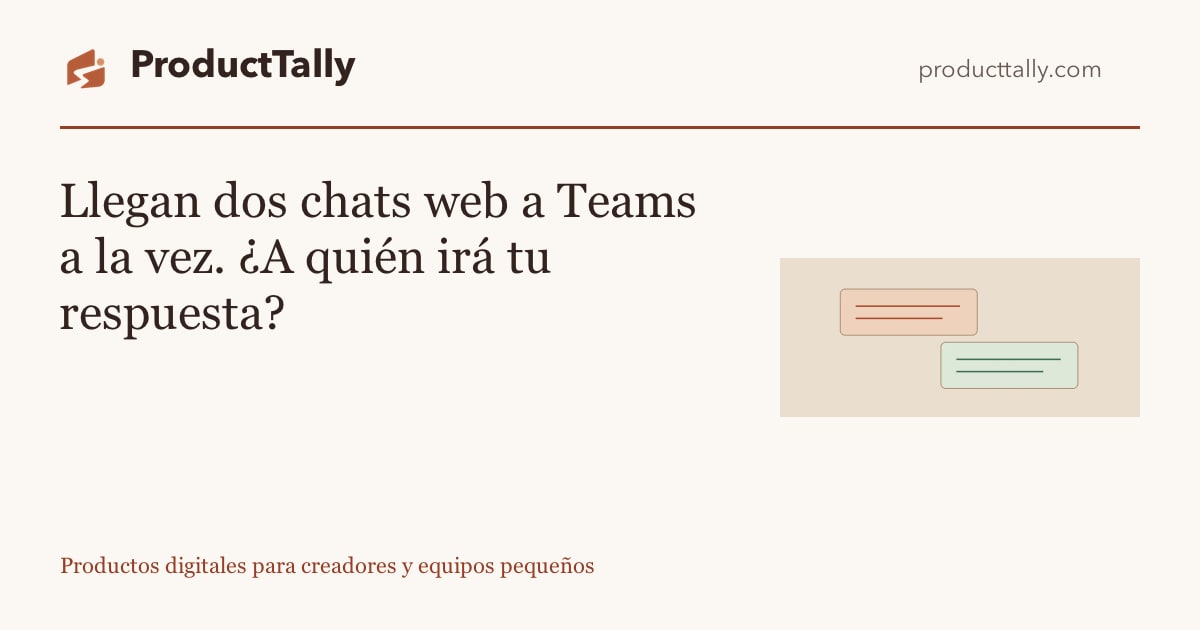 ProductTally
producttally.com
Llegan dos chats web a Teams
a la vez. ¿A quién irá tu
respuesta?
Productos digitales para creadores y equipos pequeños